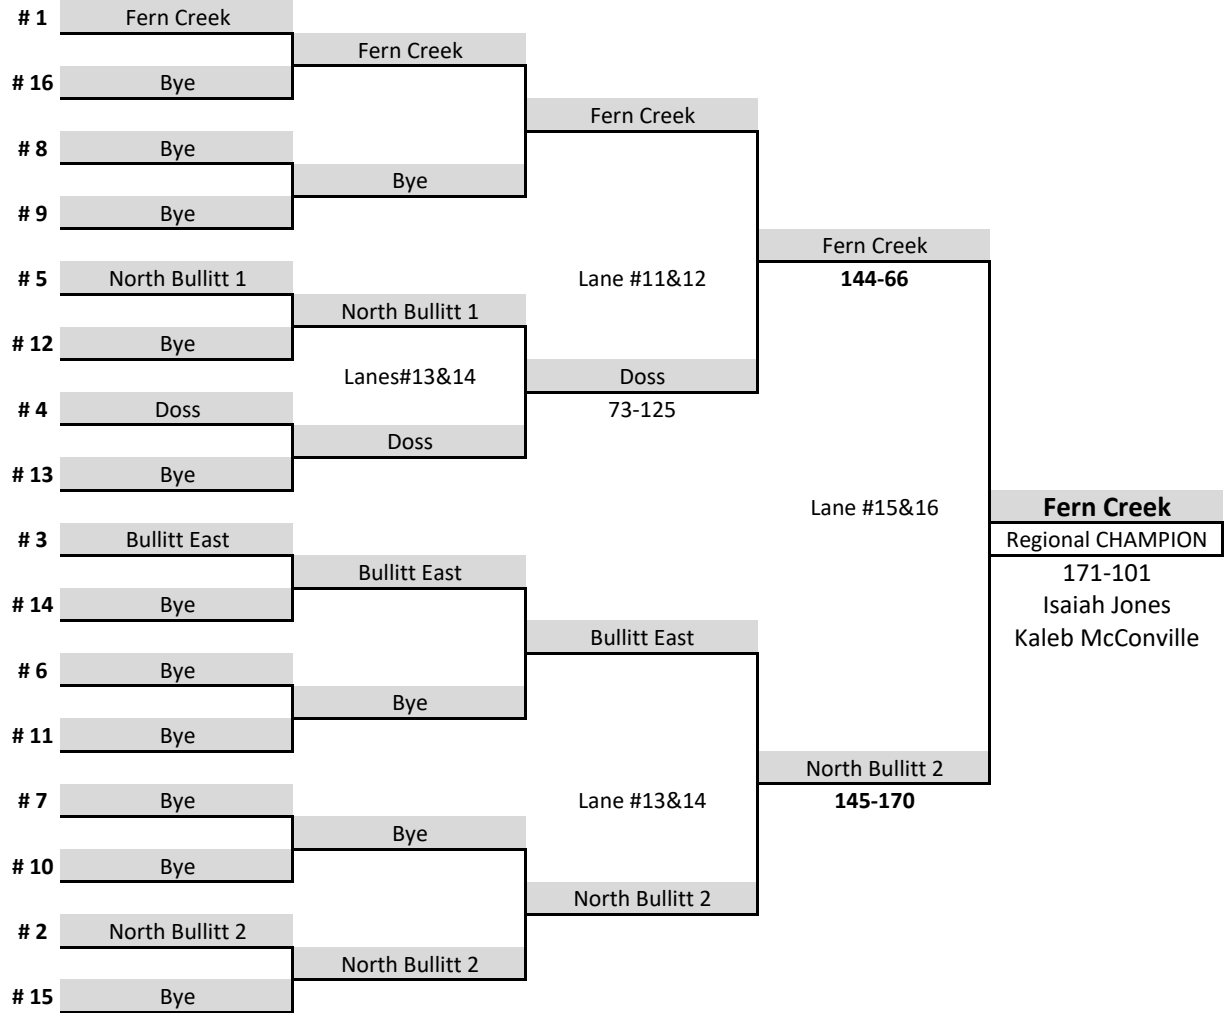 # 1 Fern Creek
Fern Creek
# 16 Bye
Fern Creek
# 8 Bye
Bye
# 9 Bye
Fern Creek
# 5 North Bullitt 1 Lane #11&12 144-66
North Bullitt 1
# 12 Bye
Lanes#13&14 Doss
# 4 Doss 73-125
Doss
# 13 Bye
Lane #15&16 Fern Creek
# 3 Bullitt East Regional CHAMPION
Bullitt East 171-101
# 14 Bye Isaiah Jones
Bullitt East Kaleb McConville
# 6 Bye
Bye
# 11 Bye
North Bullitt 2
# 7 Bye Lane #13&14 145-170
Bye
# 10 Bye
North Bullitt 2
# 2 North Bullitt 2
North Bullitt 2
# 15 Bye